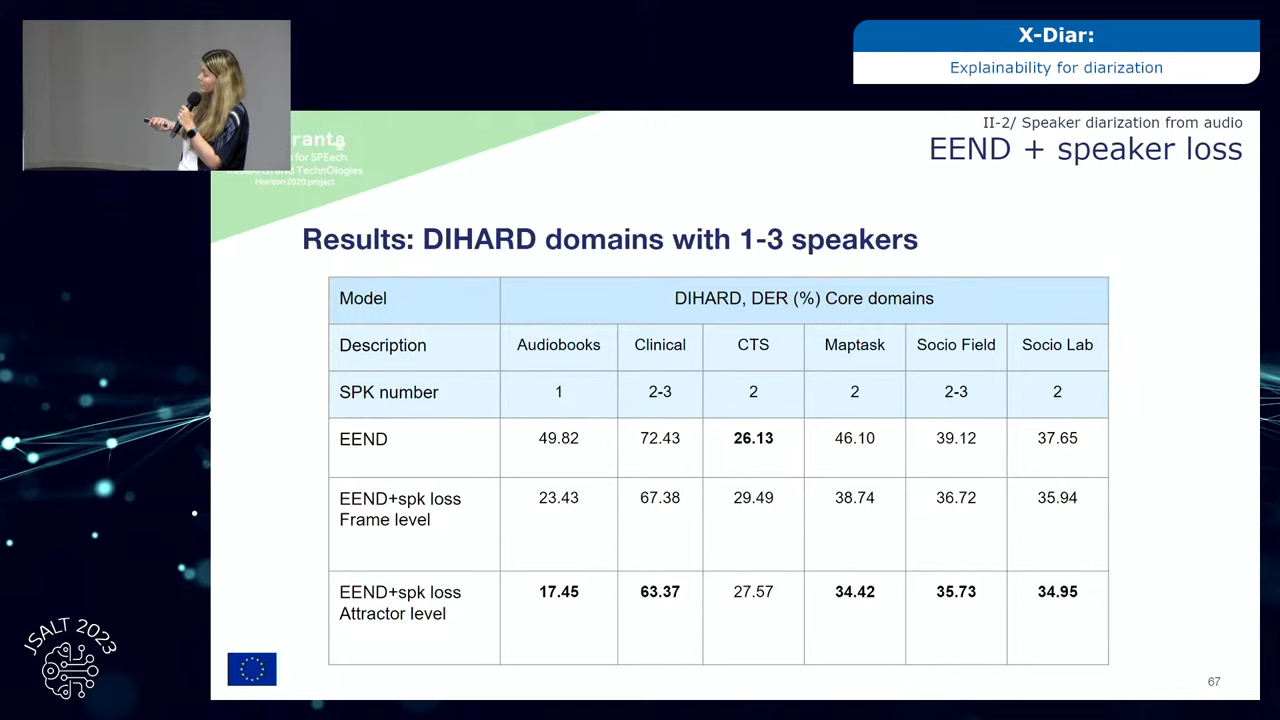 X-Diar:
Explainability for diarization
II-2/ Speaker diarization from audio
EEND + speaker loss
for SPEech
Horizon 2020 project
Results: DIHARD domains with 1-3 speakers
Model DIHARD, DER (%) Core domains
Description Audiobooks Clinical CTS Maptask Socio Field Socio Lab
SPK number 1 2-3 2 2 2-3 2
EEND 49.82 72.43 26.13 46.10 39.12 37.65
EEND+spk loss 23.43 67.38 29.49 38.74 36.72 35.94
Frame level
EEND+spk loss 17.45 63.37 27.57 34.42 35.73 34.95
Attractor level
JSALT 2023
67